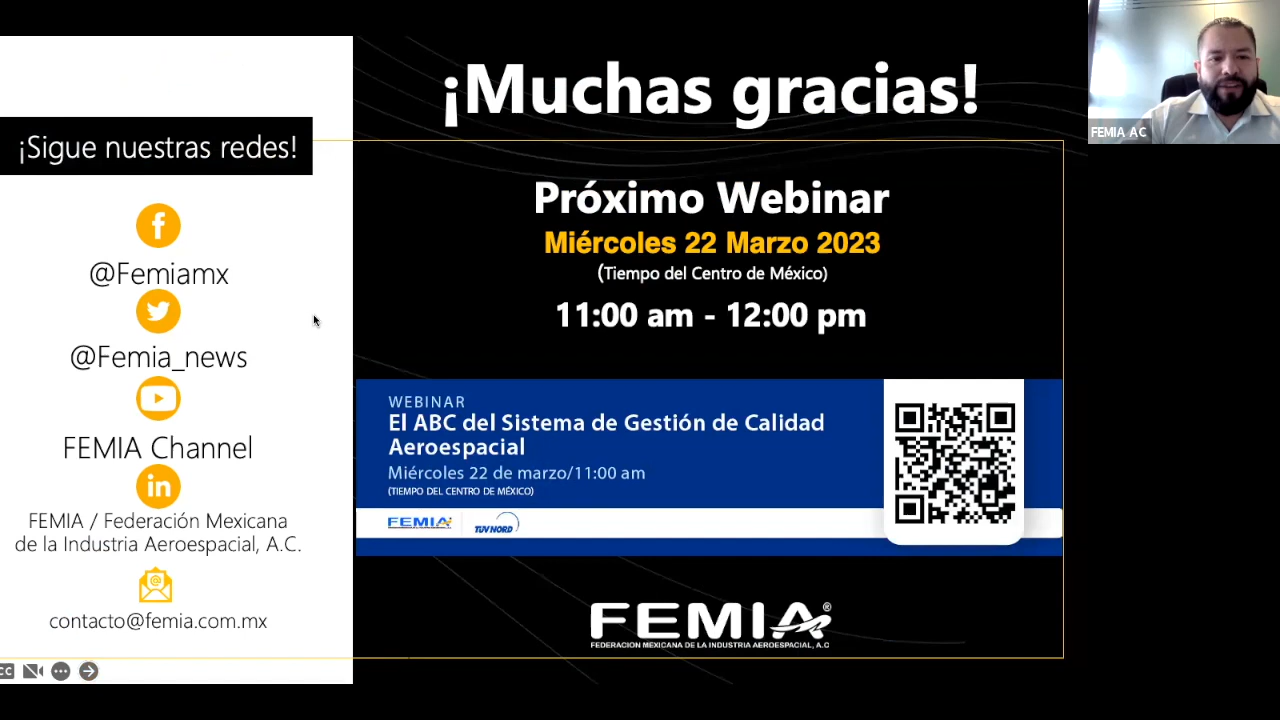 ¡Sigue nuestras redes!
@Femiamx
@Femia_news
FEMIA Channel
FEMIA / Federación Mexicana
de la Industria Aeroespacial, A.C.
contacto@femia.com.mx
CC
¡Muchas gracias!
Próximo Webinar
Miércoles 22 Marzo 2023
(Tiempo del Centro de México)
11:00 am - 12:00 pm
WEBINAR
El ABC del Sistema de Gestión de Calidad
Aeroespacial
Miércoles 22 de marzo/11:00 am
(TIEMPO DEL CENTRO DE MÉXICO)
FEMIA
TÜV NORD
FEMIA®
FEDERACION MEXICANA DE LA INDUSTRIA AEROESPACIAL, A.C
FEMIA AC